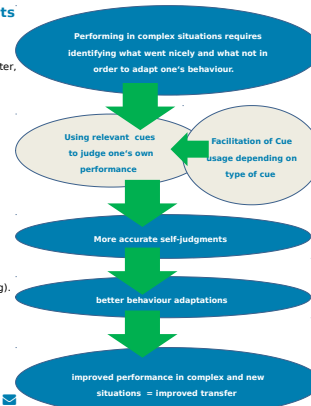 ts
Performing in complex situations requires
identifying what went nicely and what not in
order to adapt one's behaviour.
ter,
Using relevant cues
to judge one's own
performance
Facilitation of Cue
usage depending on
type of cue
More accurate self-judgments
g).
better behaviour adaptations
improved performance in complex and new
situations = improved transfer